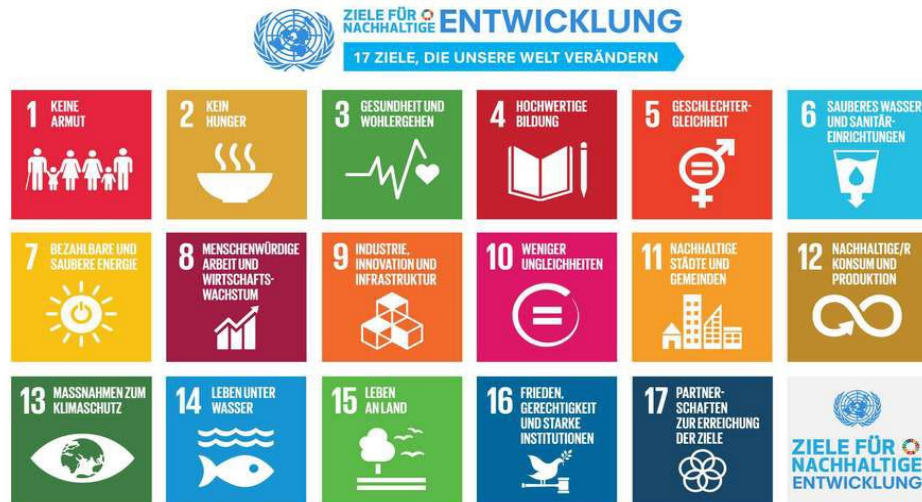 ZIELE FÜR
NACHHALTIGE ENTWICKLUNG
17 ZIELE, DIE UNSERE WELT VERÄNDERN
1 KEINE
ARMUT
2 KEIN
HUNGER
3 GESUNDHEIT UND
WOHLERGEHEN
4 HOCHWERTIGE
BILDUNG
5 GESCHLECHTER-
GLEICHHEIT
6 SAUBERES WASSER
UND SANITÄR-
EINRICHTUNGEN
7 BEZAHLBARE UND
SAUBERE ENERGIE
8 MENSCHENWÜRDIGE
ARBEIT UND
WIRTSCHAFTS-
WACHSTUM
9 INDUSTRIE,
INNOVATION UND
INFRASTRUKTUR
10 WENIGER
UNGLEICHHEITEN
11 NACHHALTIGE
STÄDTE UND
GEMEINDEN
12 NACHHALTIGE/R
KONSUM UND
PRODUKTION
13 MASSNAHMEN ZUM
KLIMASCHUTZ
14 LEBEN UNTER
WASSER
15 LEBEN
AN LAND
16 FRIEDEN,
GERECHTIGKEIT
UND STARKE
INSTITUTIONEN
17 PARTNER-
SCHAFTEN
ZUR ERREICHUNG
DER ZIELE
ZIELE FÜR
NACHHALTIGE
ENTWICKLUNG